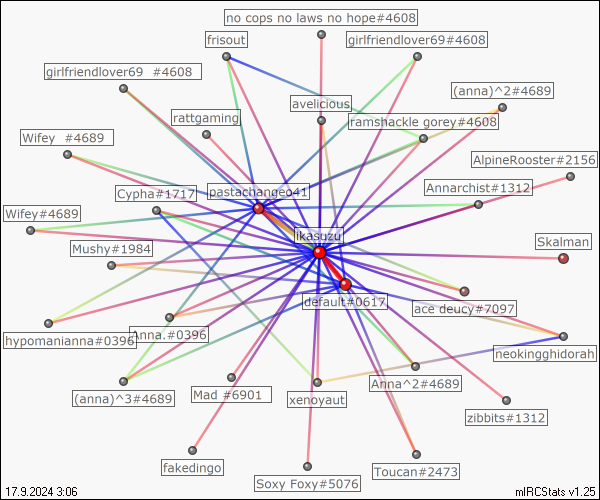 no cops no laws no hope#4608
frisout
girlfriendlover69#4608
girlfriendlover69  #4608
(anna)^2#4689
avelicious
rattgaming
ramshackle gorey#4608
Wifey  #4689
AlpineRooster#2156
pastachangeo41
Cypha#1717
Annarchist#1312
Wifey#4689
likasuzu
Skalman
Mushy#1984
default#0617
ace deucy#7097
hypomanianna#0396
Anna.#0396
neokingghidorah
Anna^2#4689
(anna)^3#4689
Mad #6901
xenoyaut
zibbits#1312
fakedingo
Toucan#2473
Soxy Foxy#5076
17.9.2024 3:06
mIRCStats v1.25